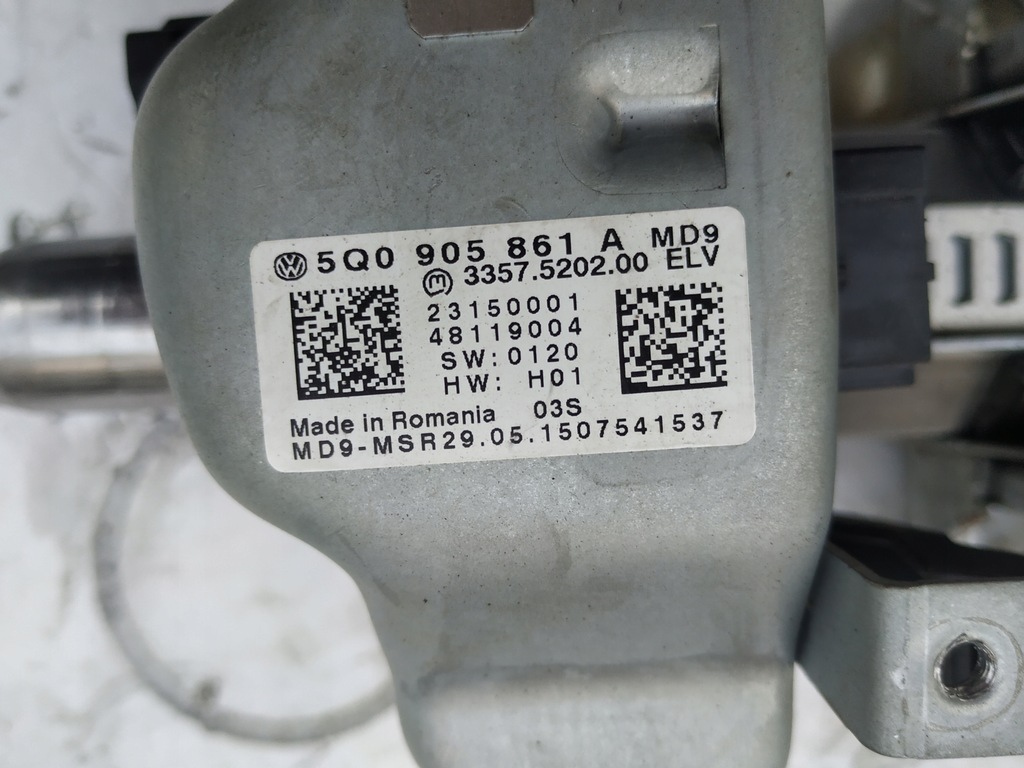 5Q0 905 861 A MD9
3357.5202.00 ELV
23150001
48119004
SW: 0120
HW: H01
Made in Romania 03S
MD9-MSR29.05.1507541537